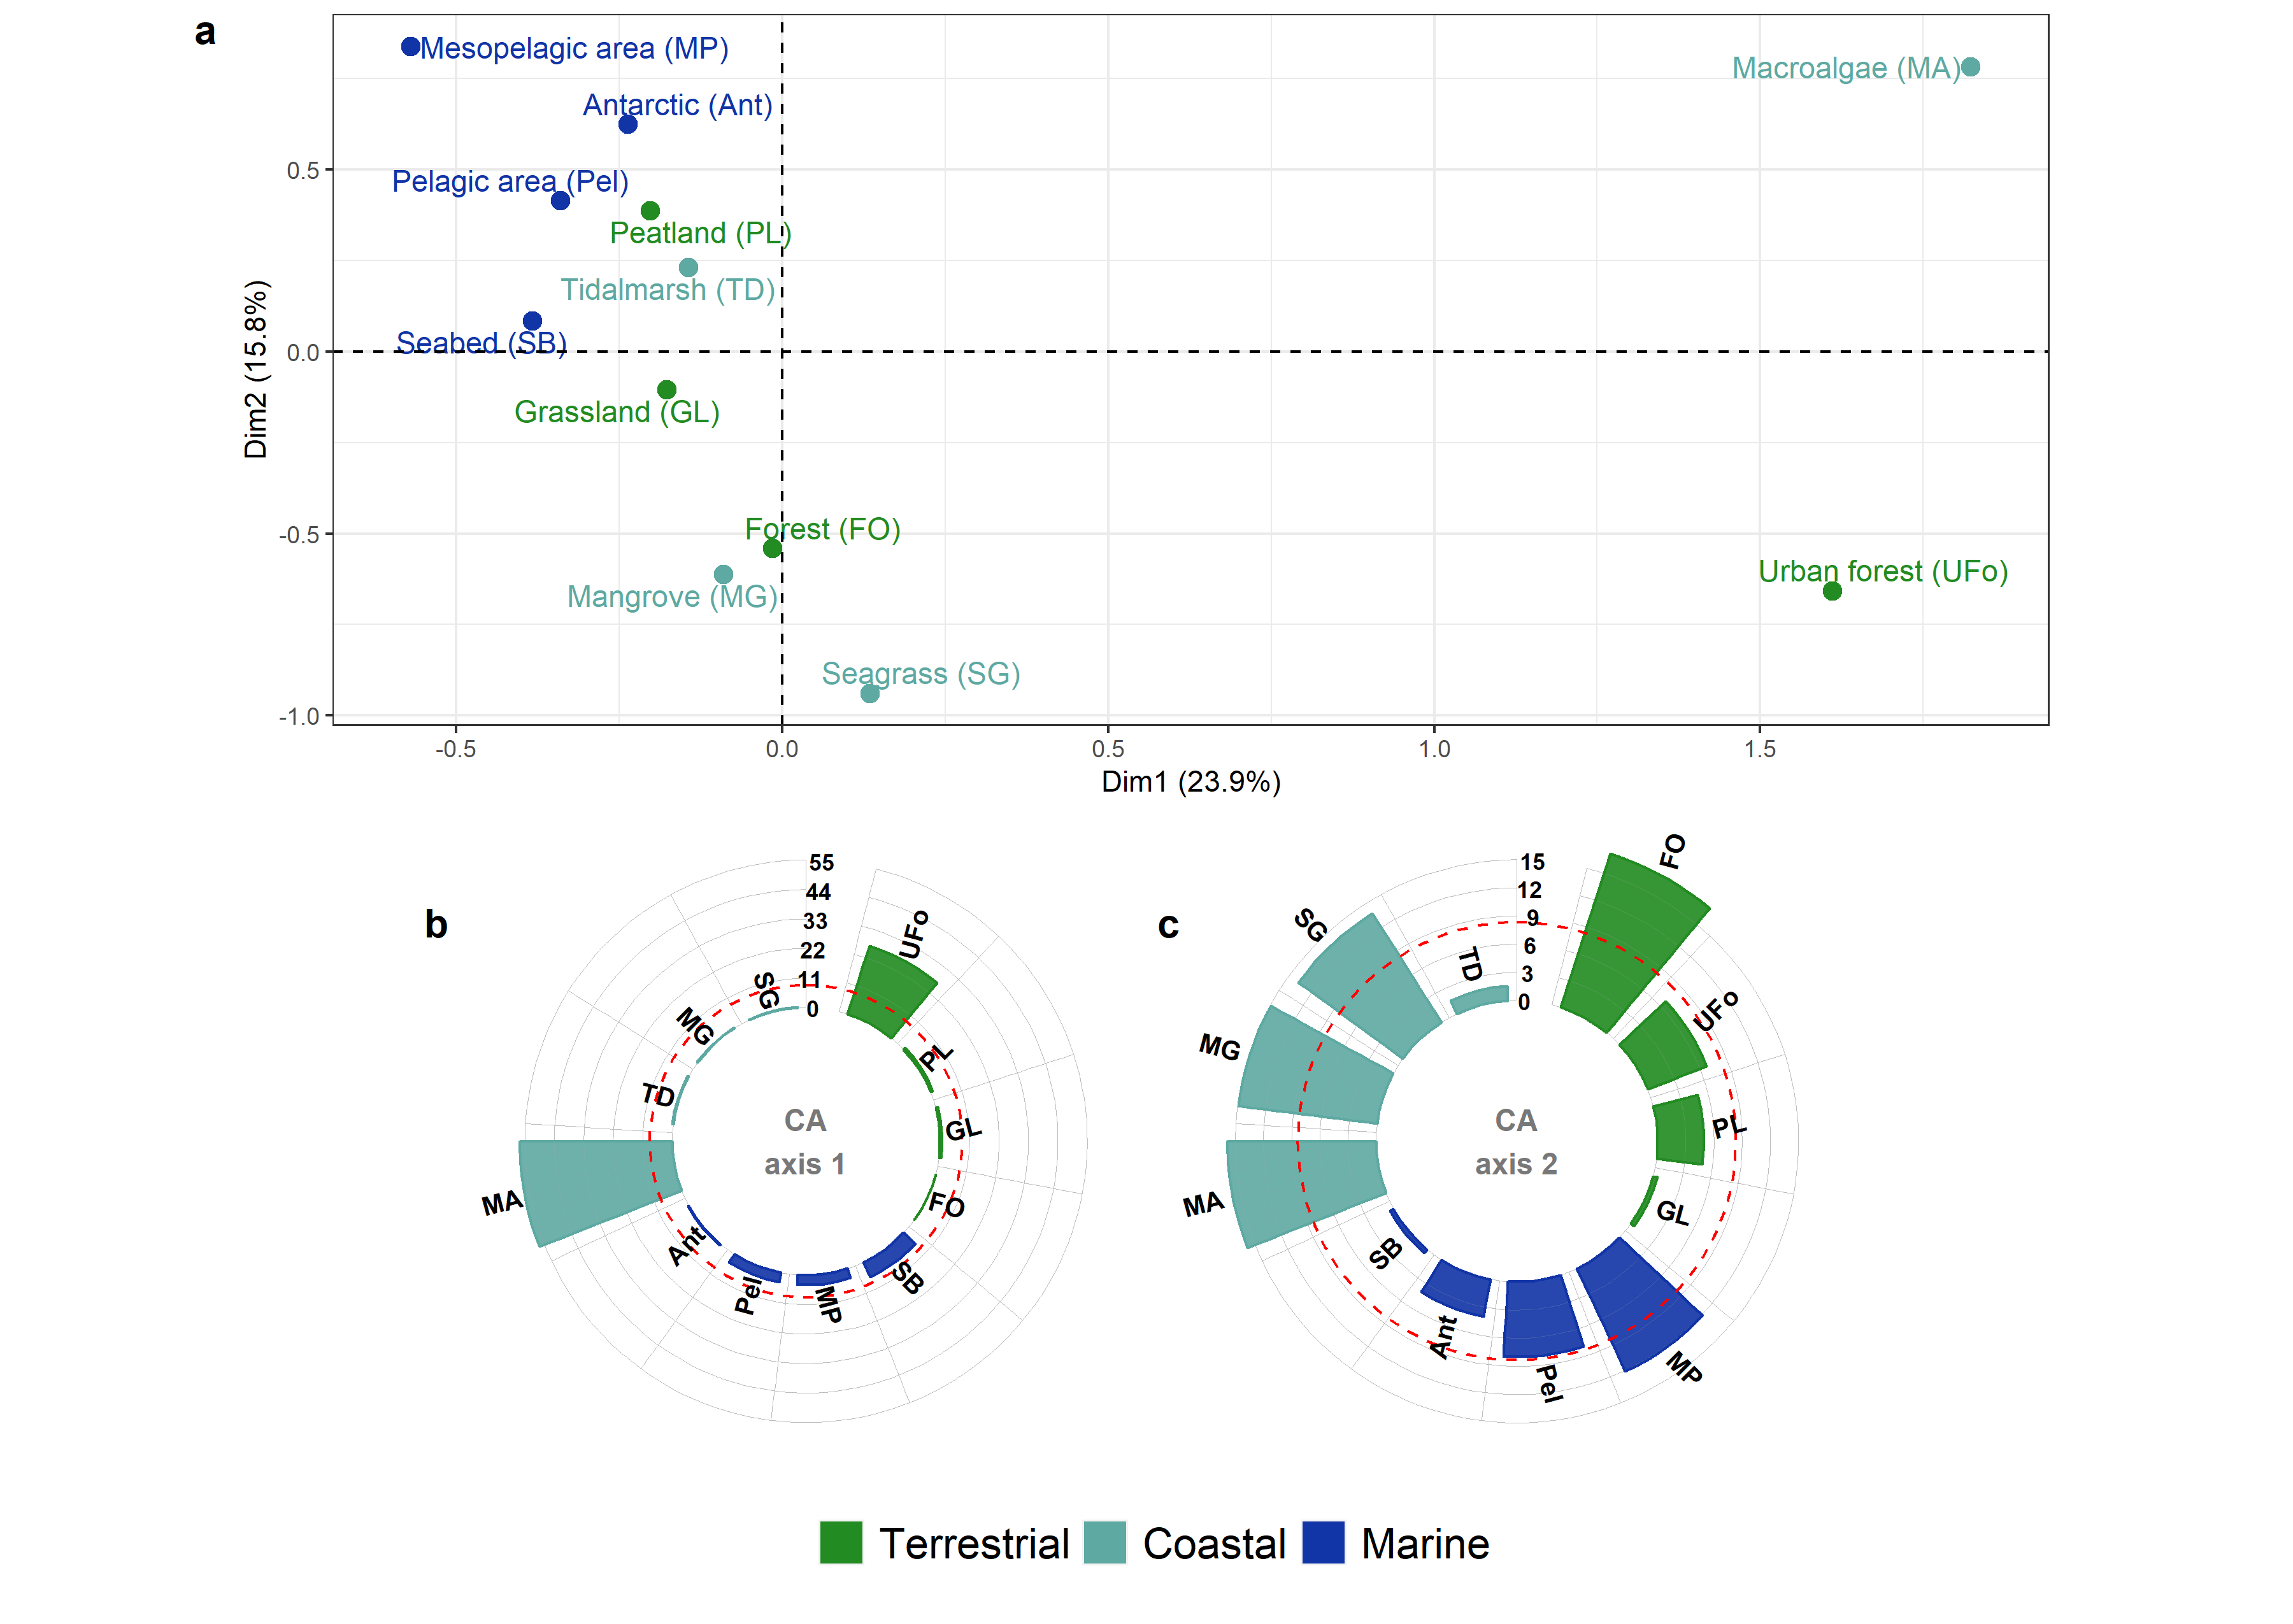 a
Mesopelagic area (MP)
Macroalgae (MA)
Antarctic (Ant)
0.5
Pelagic area (Pel)
Peatland (PL)
Tidalmarsh (TD)
Dim2 (15.8%)
0.0
Seabed (SB)
Grassland (GL)
-0.5
Forest (FO)
Urban forest (UFo)
Mangrove (MG)
Seagrass (SG)
-1.0
-0.5
0.0
0.5
1.0
1.5
Dim1 (23.9%)
b
55
44
33
22
11
0
UFo
PL
GL
FO
SB
MP
Pel
Ant
MA
TD
MG
SG
CA
axis 1
c
15
12
9
6
3
0
FO
UFo
PL
GL
MP
Pel
Ant
SB
MA
MG
SG
TD
CA
axis 2
Terrestrial
Coastal
Marine